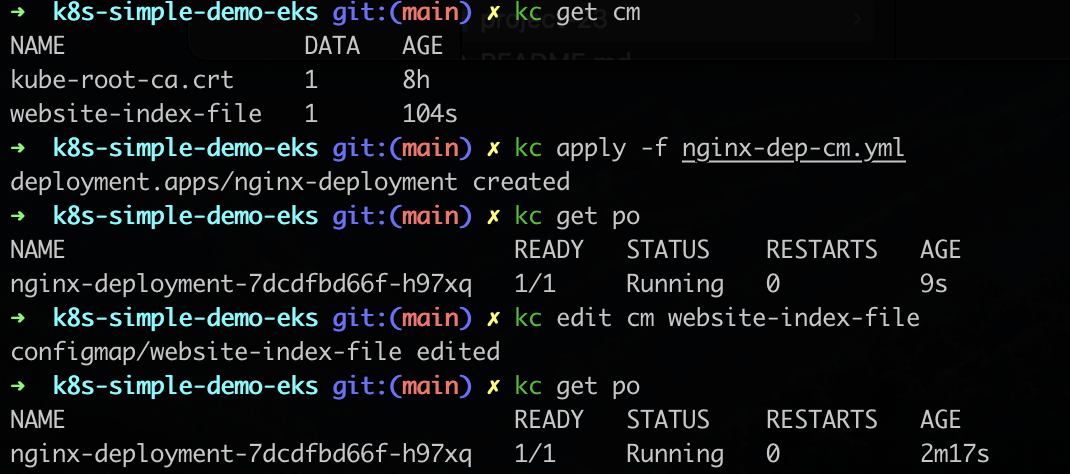 ➜  k8s-simple-demo-eks git:(main) ✗ kc get cm
NAME                 DATA   AGE
kube-root-ca.crt     1      8h
website-index-file   1      104s
➜  k8s-simple-demo-eks git:(main) ✗ kc apply -f nginx-dep-cm.yml
deployment.apps/nginx-deployment created
➜  k8s-simple-demo-eks git:(main) ✗ kc get po
NAME                                READY   STATUS    RESTARTS   AGE
nginx-deployment-7dcdfbd66f-h97xq   1/1     Running   0          9s
➜  k8s-simple-demo-eks git:(main) ✗ kc edit cm website-index-file
configmap/website-index-file edited
➜  k8s-simple-demo-eks git:(main) ✗ kc get po
NAME                                READY   STATUS    RESTARTS   AGE
nginx-deployment-7dcdfbd66f-h97xq   1/1     Running   0          2m17s